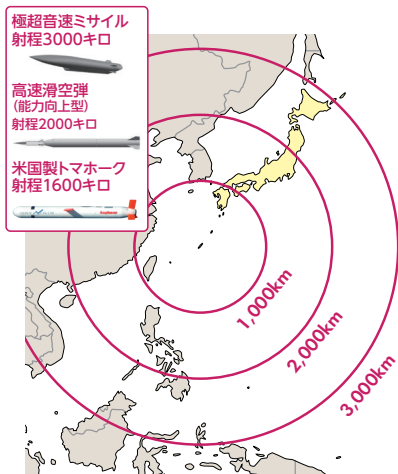 極超音速ミサイル
射程3000キロ
高速滑空弾
（能力向上型）
射程2000キロ
米国製トマホーク
射程1600キロ
1,000km
2,000km
3,000km